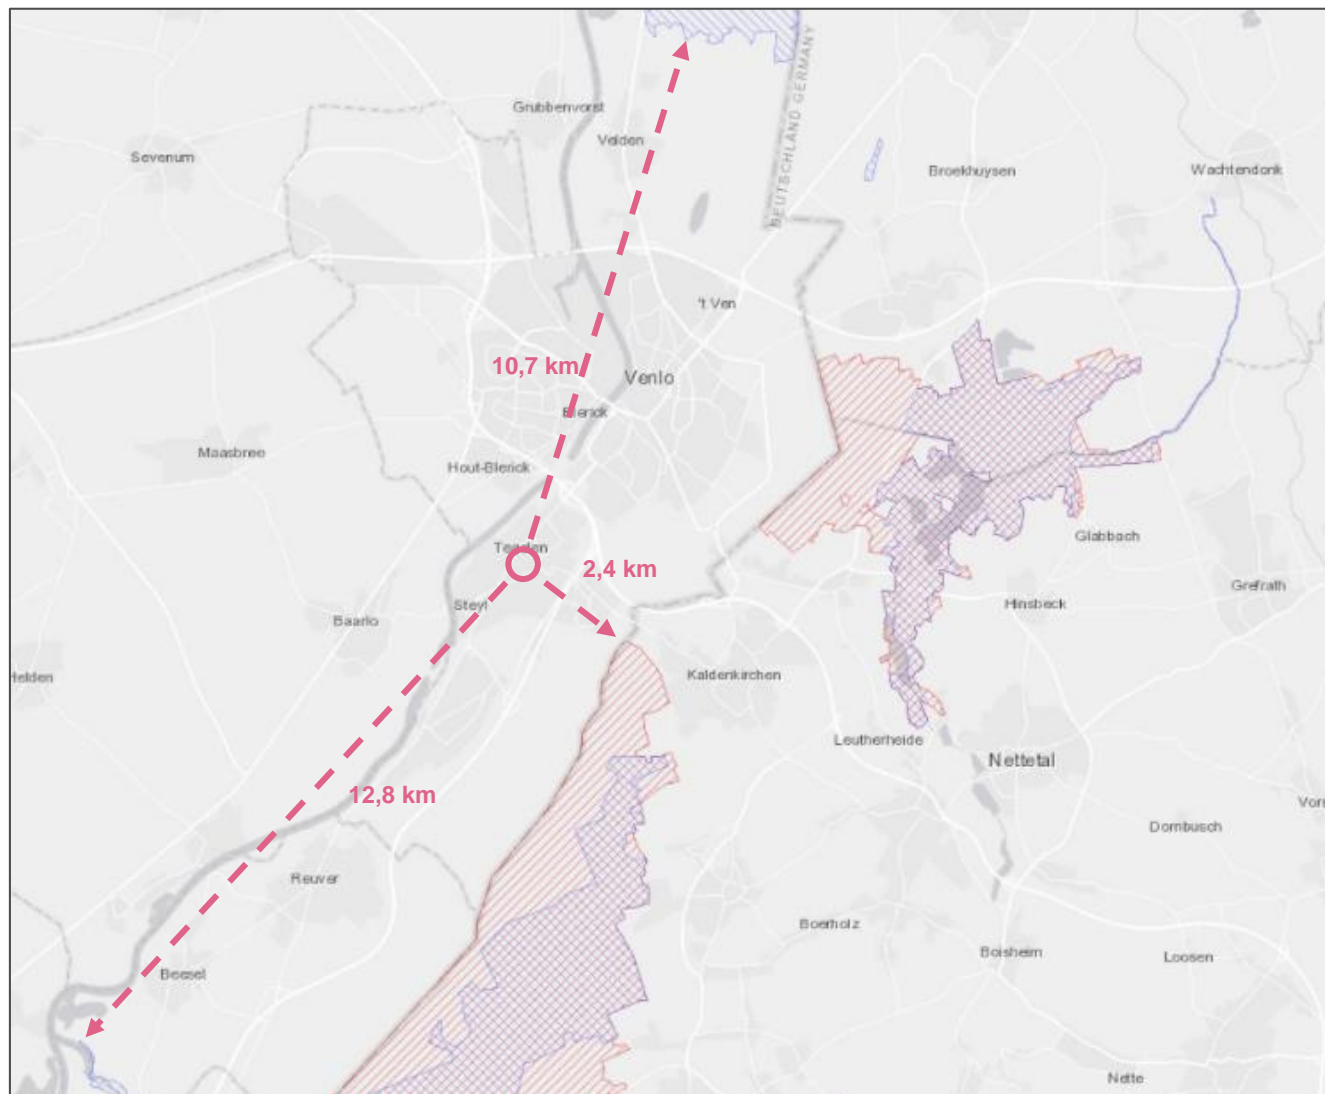 DEUTSCHLAND GERMANY
Grubbenvorst
Velden
Sevenum
Broekhuysen
Wachtendonk
't Ven
10,7 km
Venlo
Blerick
Maasbree
Hout-Blerick
Glabbach
Tegelen
2,4 km
Grefrath
Steyl
Hinsbeck
Baarlo
Helden
Kaldenkirchen
Leutherheide
Nettetal
12,8 km
Dornbusch
Reuver
Boerholz
Boisheim
Loosen
Beesel
Nette